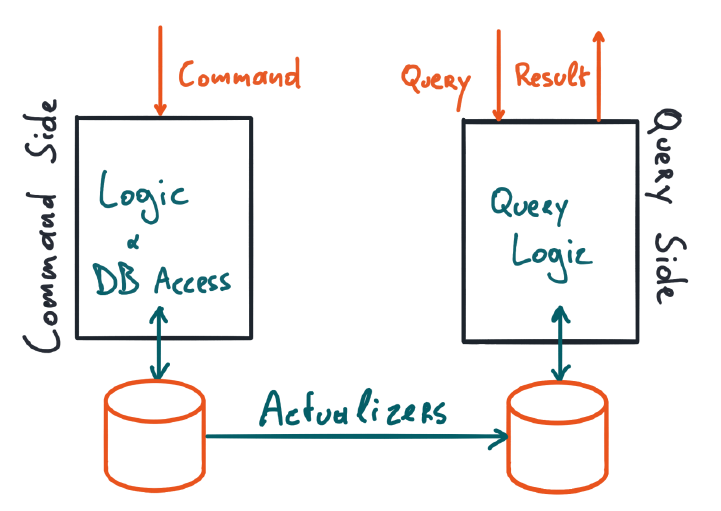 Command
Query
Result
Command Side
Logic
&
DB Access
Query
Logic
Query Side
Actualizers